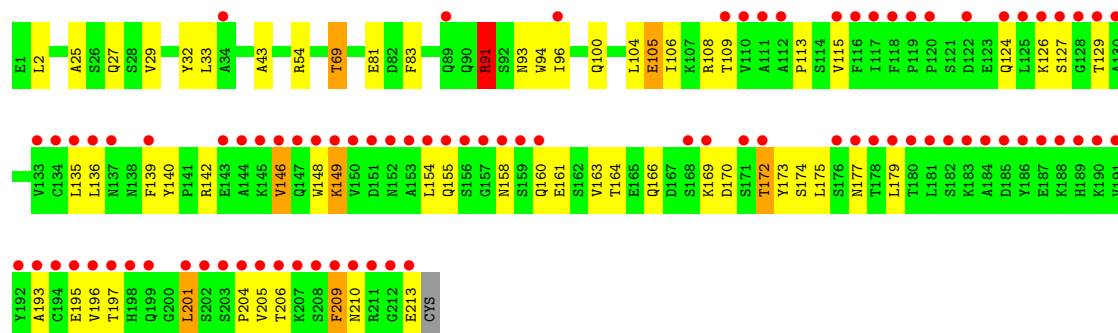 E1 L2 A25 S26 Q27 S28 V29 Y32 L33 A34 A43 R54 T69 E81 D82 F83 Q89 Q90 R91 S92 N93 W94 I96 Q100 L104 E105 I106 K107 R108 T109 V110 A111 A112 P113 S114 V115 F116 I117 F118 P119 P120 S121 D122 E123 Q124 L125 K126 S127 G128 T129 A130
V133 C134 L135 L136 N137 N138 F139 Y140 P141 R142 E143 A144 K145 V146 Q147 W148 K149 V150 D151 N152 A153 L154 Q155 S156 G157 N158 S159 Q160 E161 S162 V163 T164 E165 Q166 D167 S168 K169 D170 S171 T172 Y173 S174 L175 S176 N177 T178 L179 T180 L181 S182 K183 A184 D185 Y186 E187 K188 H189 K190 V191
Y192 A193 C194 E195 V196 T197 H198 Q199 G200 L201 S202 S203 P204 V205 T206 K207 S208 F209 N210 R211 G212 E213 CYS